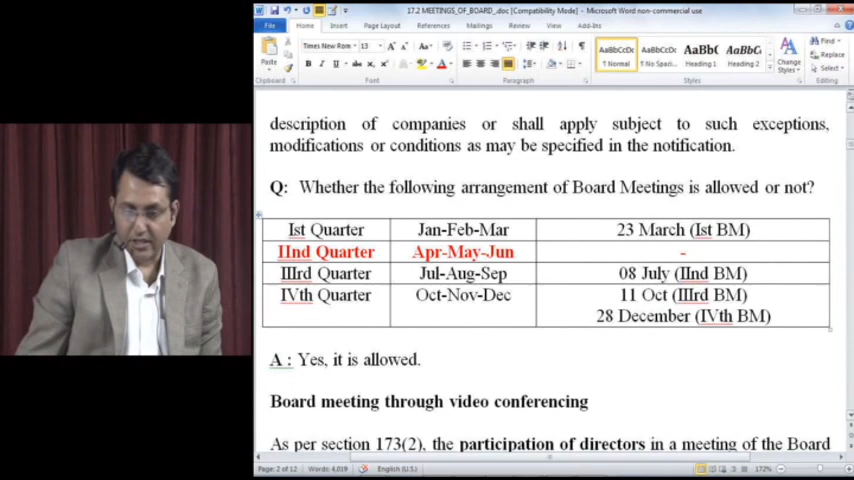 17.2 MEETINGS_OF_BOARD_.doc [Compatibility Mode] - Microsoft Word non-commercial use
File Home Insert Page Layout References Mailings Review View Add-Ins
Paste
Times New Rom 13
B I U abc
AaBbCcDc AaBbCcDc AaBbC AaBbCc
¶ Normal ¶ No Spaci... Heading 1 Heading 2
Change Styles
Find
Replace
Select
Clipboard Font Paragraph Styles Editing
description of companies or shall apply subject to such exceptions,
modifications or conditions as may be specified in the notification.
Q: Whether the following arrangement of Board Meetings is allowed or not?
Ist Quarter Jan-Feb-Mar 23 March (Ist BM)
IInd Quarter Apr-May-Jun -
IIIrd Quarter Jul-Aug-Sep 08 July (IInd BM)
IVth Quarter Oct-Nov-Dec 11 Oct (IIIrd BM)
28 December (IVth BM)
A : Yes, it is allowed.
Board meeting through video conferencing
As per section 173(2), the participation of directors in a meeting of the Board
Page: 2 of 12 Words: 4,019 English (U.S.) 172%